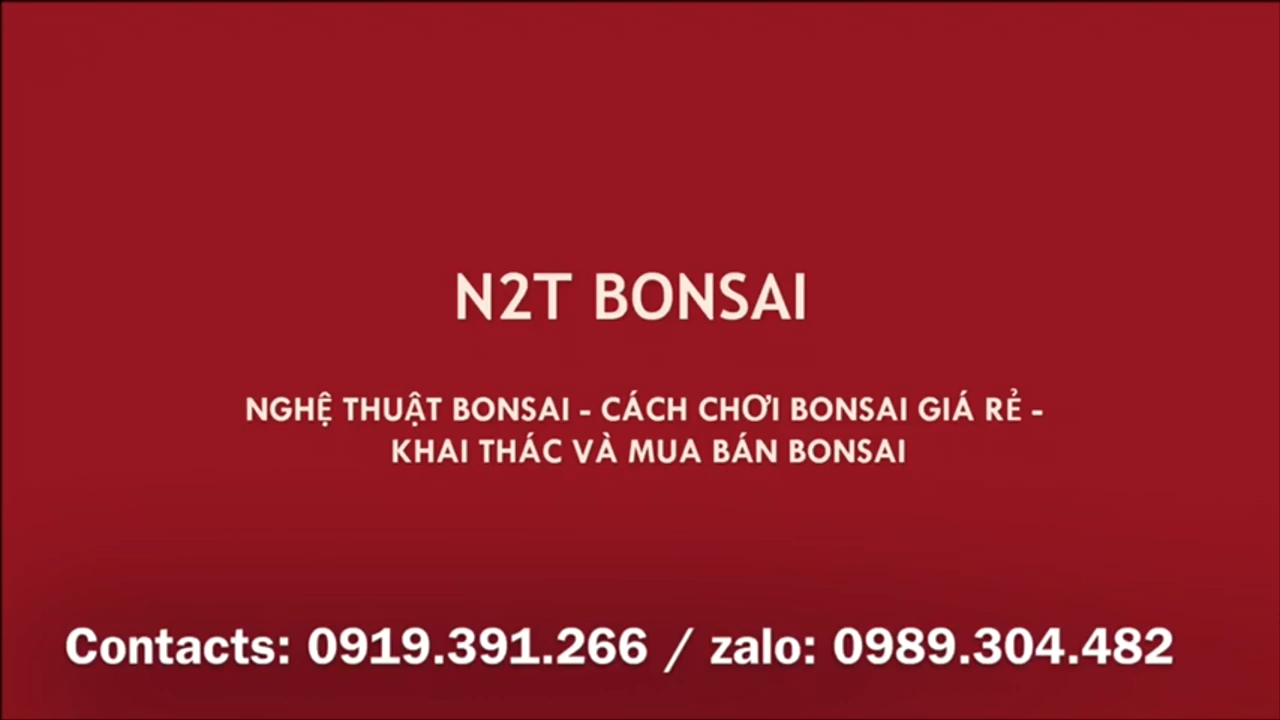 N2T BONSAI
NGHỆ THUẬT BONSAI - CÁCH CHƠI BONSAI GIÁ RẺ -
KHAI THÁC VÀ MUA BÁN BONSAI
Contacts: 0919.391.266 / zalo: 0989.304.482